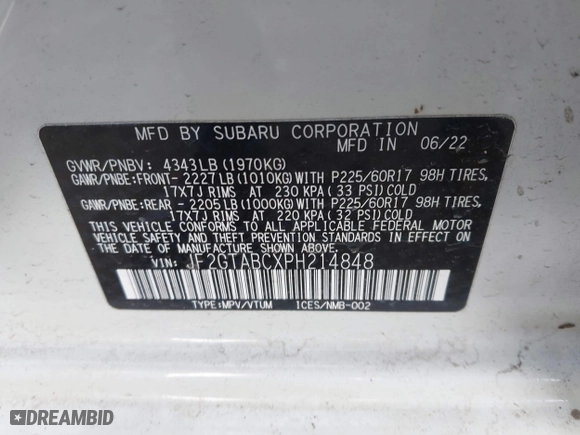 MFD BY SUBARU CORPORATION
MFD IN 06/22
GVWR/PNBV: 4343LB (1970KG)
GAWR/PNBE: FRONT- 2227LB (1010KG) WITH P225/60R17 98H TIRES,
17X7J RIMS AT 230 KPA (33 PSI) COLD
GAWR/PNBE: REAR - 2205LB (1000KG) WITH P225/60R17 98H TIRES,
17X7J RIMS AT 220 KPA (32 PSI) COLD
THIS VEHICLE CONFORMS TO ALL APPLICABLE FEDERAL MOTOR
VEHICLE SAFETY AND THEFT PREVENTION STANDARDS IN EFFECT ON
THE DATE OF MANUFACTURE SHOWN ABOVE.
VIN: JF2GTABCXPH214848
TYPE:MPV/VTUM ICES/NMB-002
DREAMBID